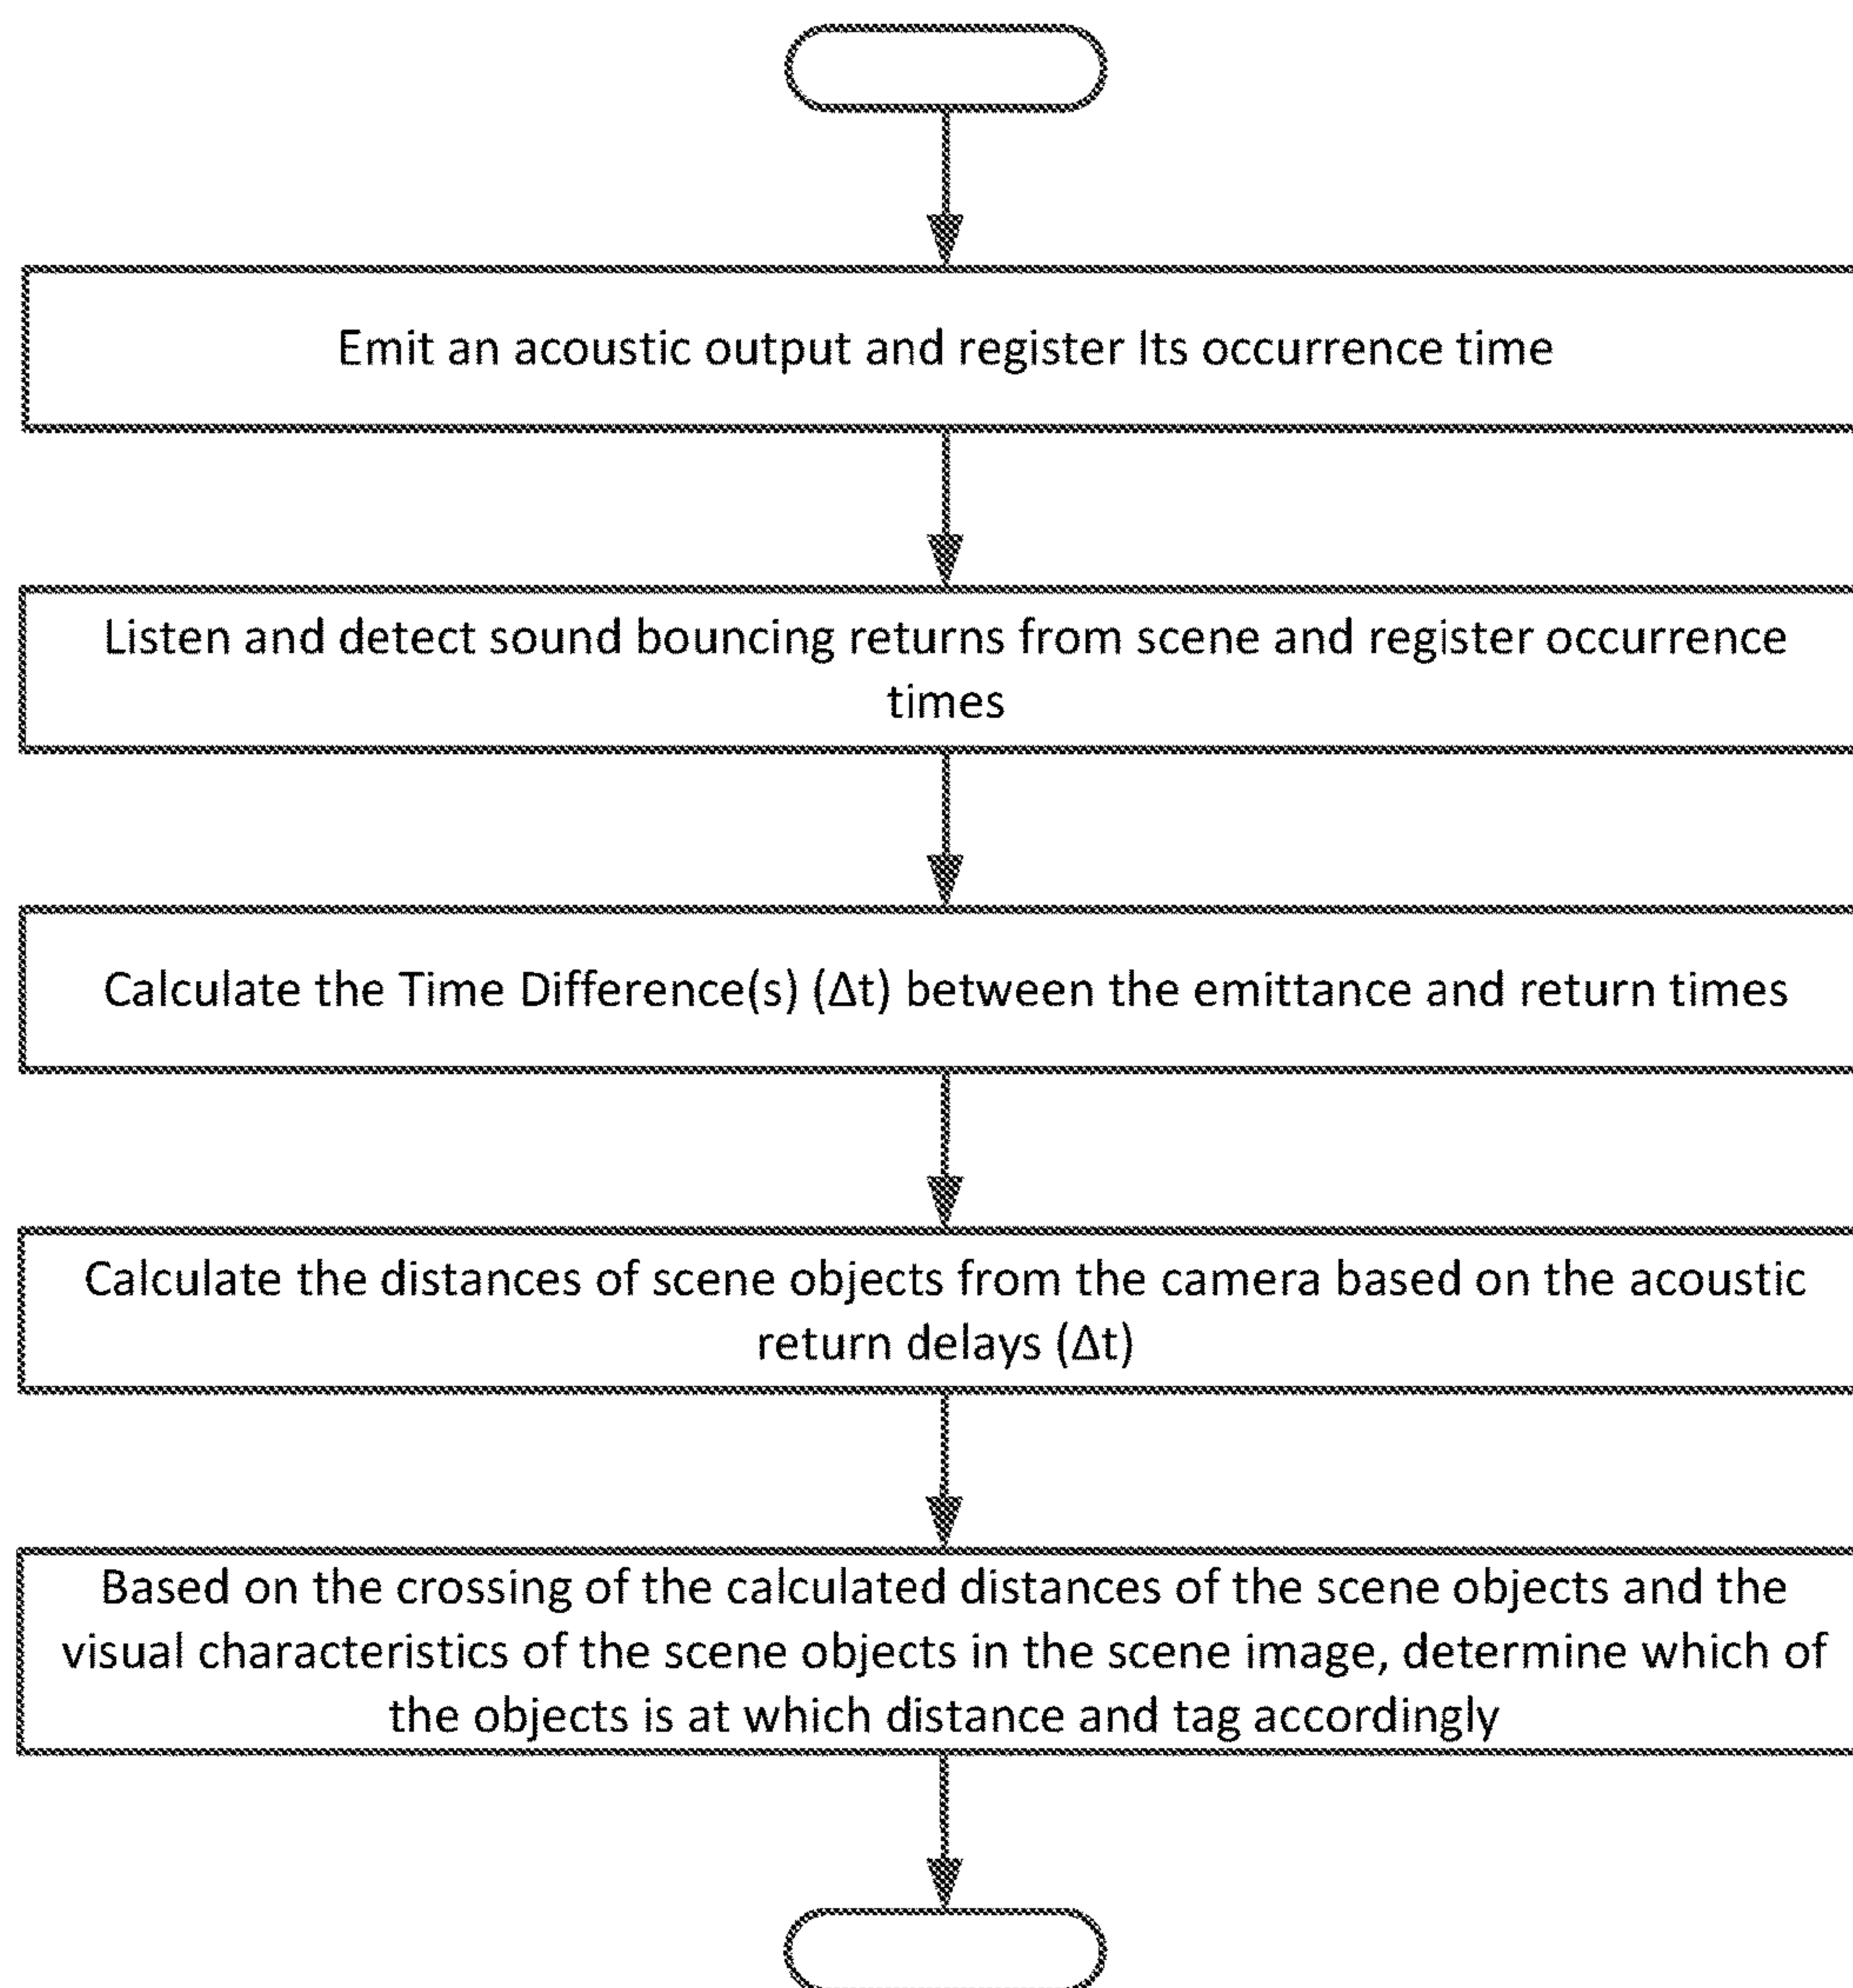 Emit an acoustic output and register Its occurrence time
Listen and detect sound bouncing returns from scene and register occurrence
times
Calculate the Time Difference(s) (Δt) between the emittance and return times
Calculate the distances of scene objects from the camera based on the acoustic
return delays (Δt)
Based on the crossing of the calculated distances of the scene objects and the
visual characteristics of the scene objects in the scene image, determine which of
the objects is at which distance and tag accordingly